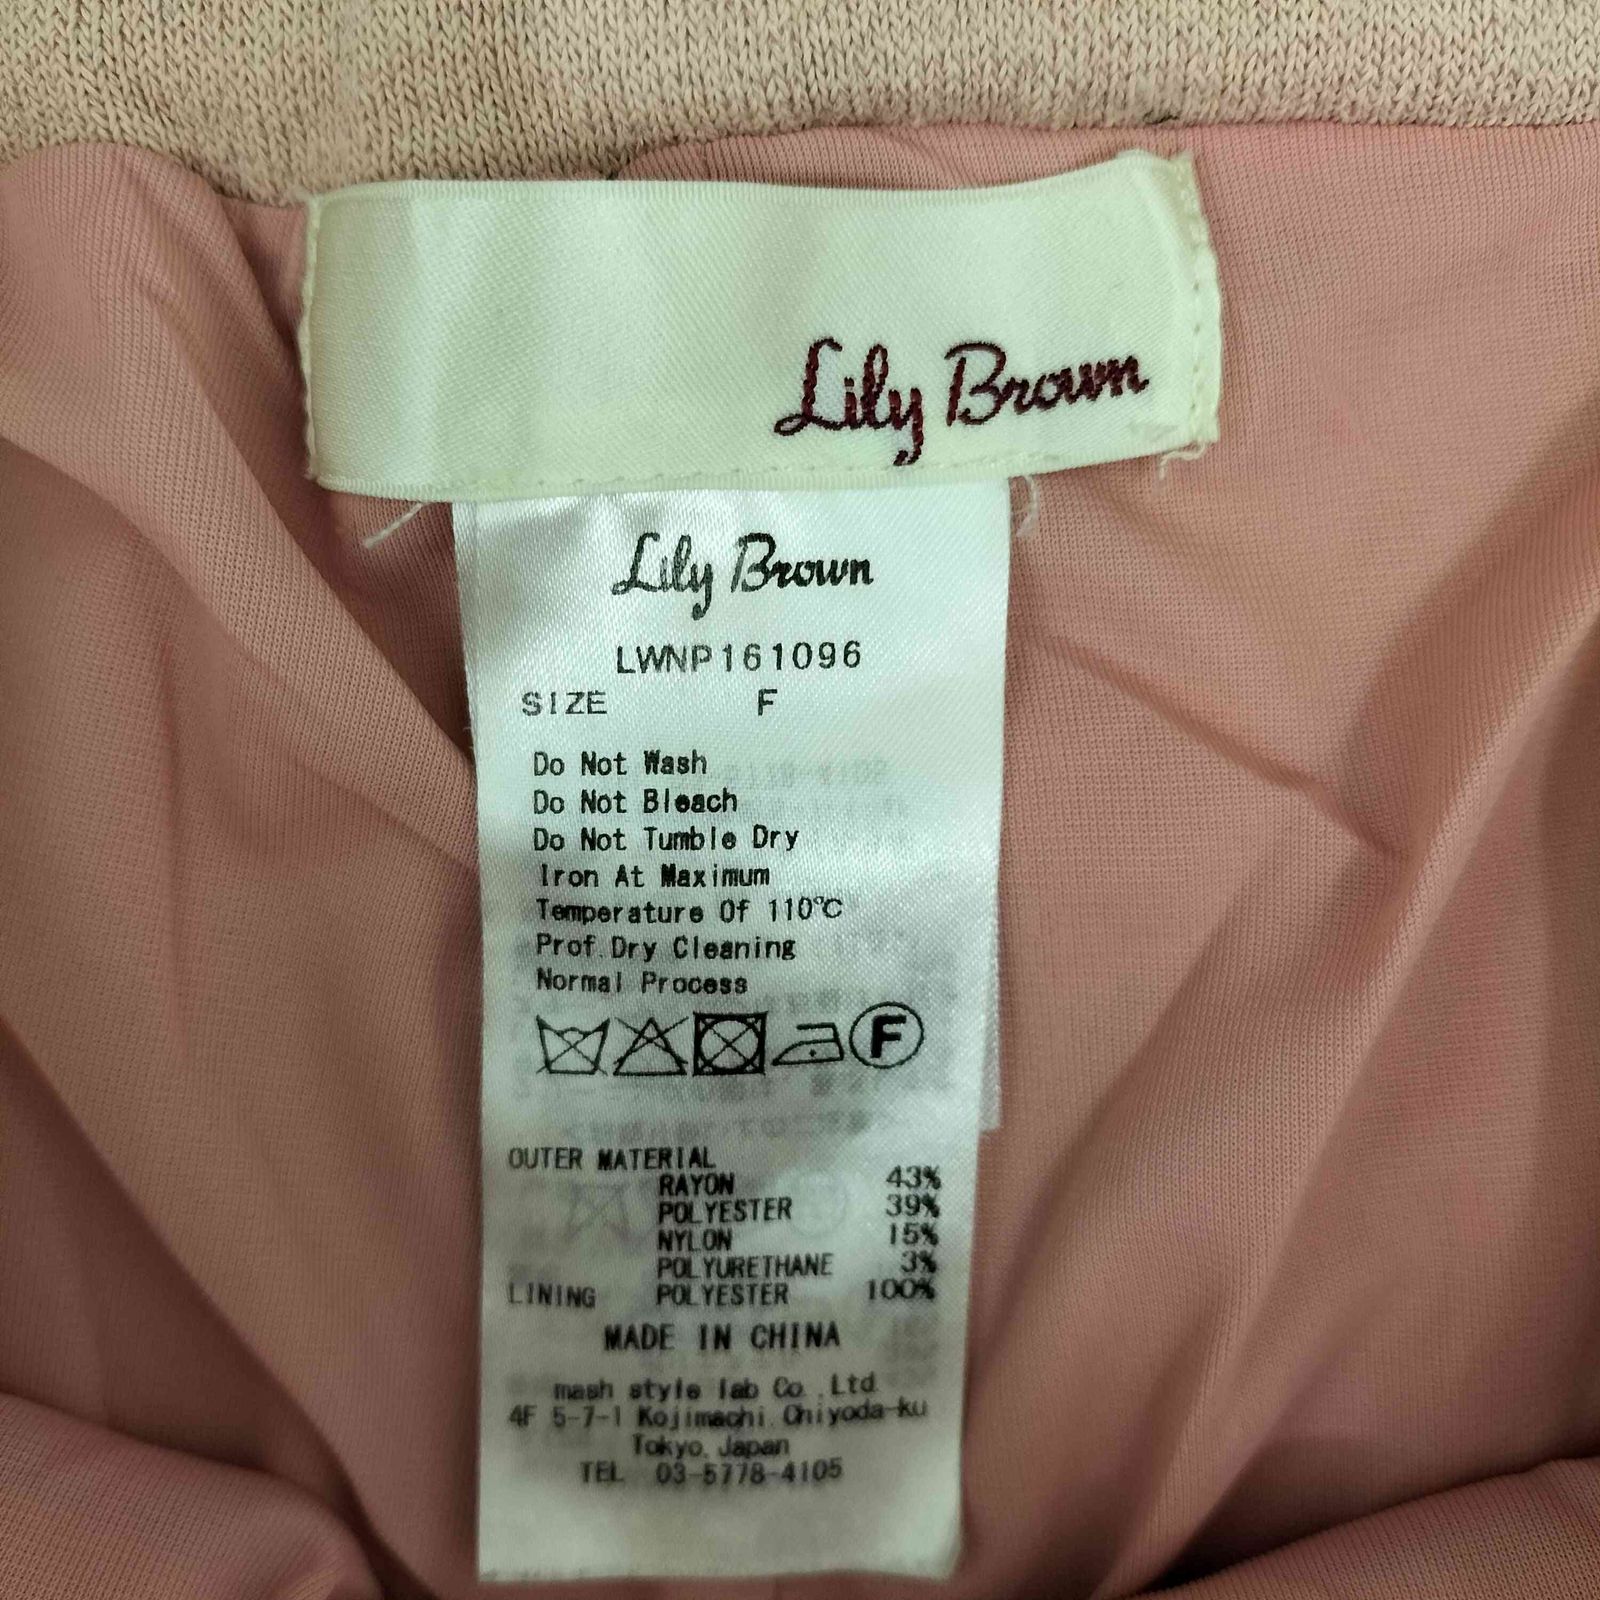 Lily Brown
Lily Brown
LWNP161096
SIZE F
Do Not Wash
Do Not Bleach
Do Not Tumble Dry
Iron At Maximum
Temperature Of 110℃
Prof.Dry Cleaning
Normal Process
F
OUTER MATERIAL
RAYON 43%
POLYESTER 39%
NYLON 15%
POLYURETHANE 3%
LINING POLYESTER 100%
MADE IN CHINA
mash style lab Co.,Ltd.
4F 5-7-1 Kojimachi, Chiyoda-ku
Tokyo, Japan
TEL 03-5778-4105